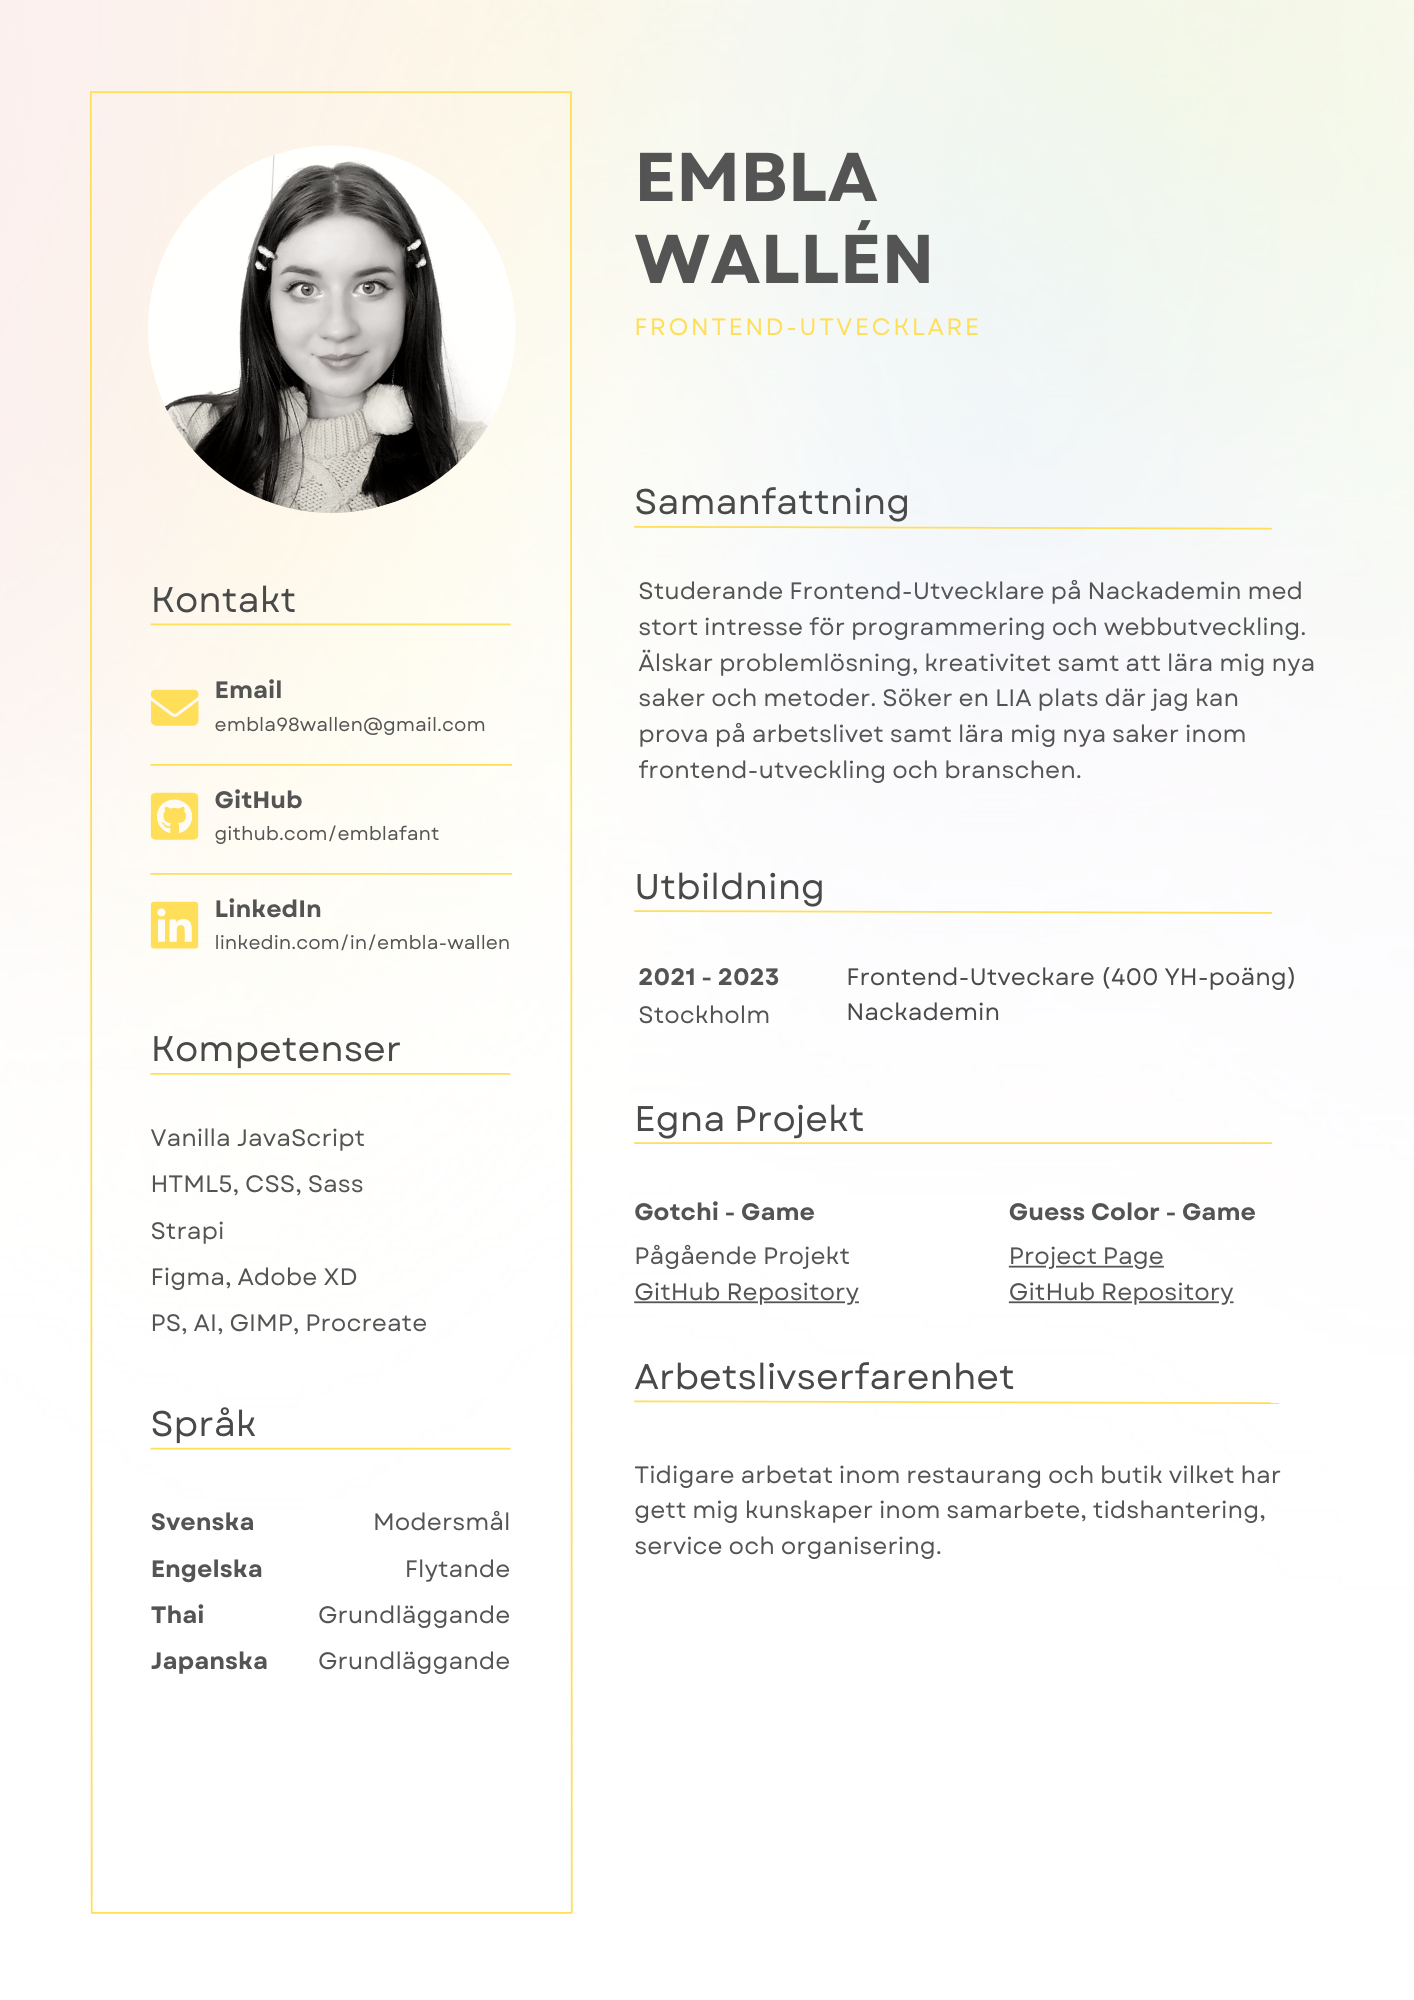 EMBLA
WALLÉN
FRONTEND-UTVECKLARE
Kontakt
Email
embla98wallen@gmail.com
GitHub
github.com/emblafant
LinkedIn
linkedin.com/in/embla-wallen
Kompetenser
Vanilla JavaScript
HTML5, CSS, Sass
Strapi
Figma, Adobe XD
PS, AI, GIMP, Procreate
Språk
Svenska Modersmål
Engelska Flytande
Thai Grundläggande
Japanska Grundläggande
Samanfattning
Studerande Frontend-Utvecklare på Nackademin med
stort intresse för programmering och webbutveckling.
Älskar problemlösning, kreativitet samt att lära mig nya
saker och metoder. Söker en LIA plats där jag kan
prova på arbetslivet samt lära mig nya saker inom
frontend-utveckling och branschen.
Utbildning
2021 - 2023 Frontend-Utveckare (400 YH-poäng)
Stockholm Nackademin
Egna Projekt
Gotchi - Game
Pågående Projekt
GitHub Repository
Guess Color - Game
Project Page
GitHub Repository
Arbetslivserfarenhet
Tidigare arbetat inom restaurang och butik vilket har
gett mig kunskaper inom samarbete, tidshantering,
service och organisering.